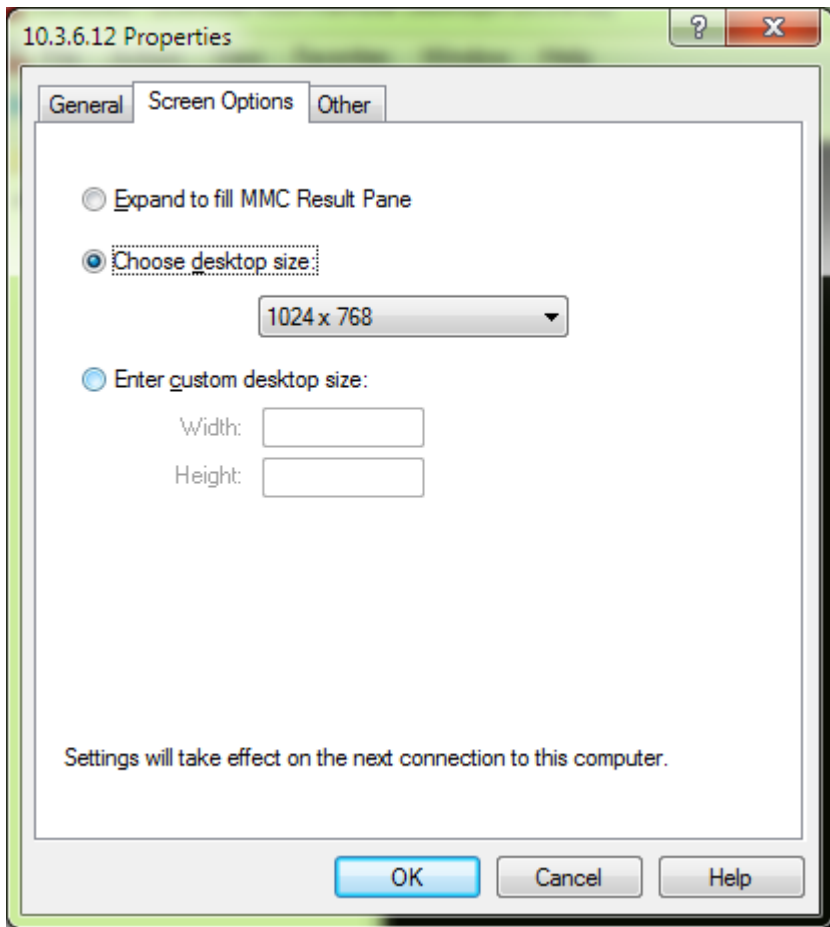 10.3.6.12 Properties
General Screen Options Other
Expand to fill MMC Result Pane
Choose desktop size:
1024 x 768
Enter custom desktop size:
Width:
Height:
Settings will take effect on the next connection to this computer.
OK Cancel Help